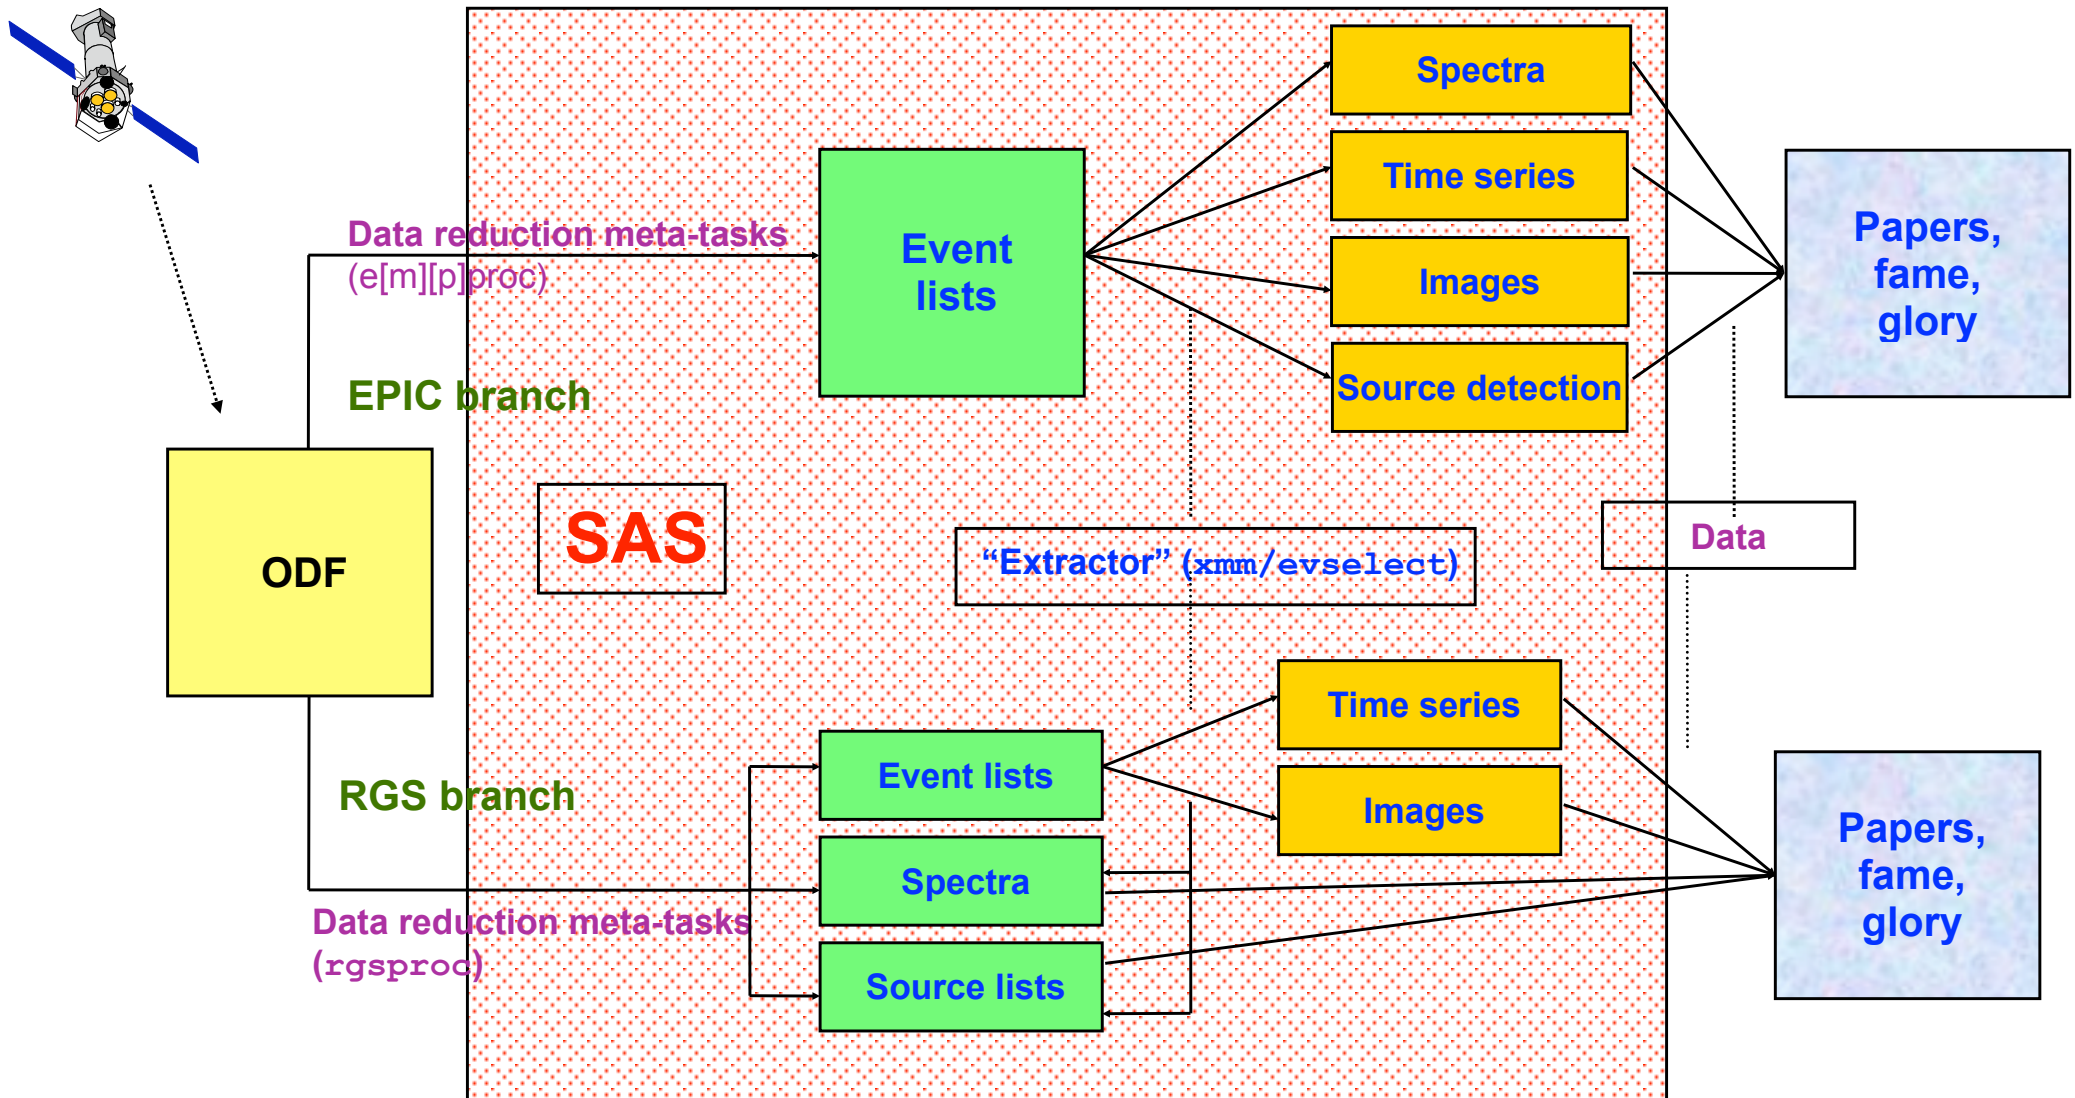 Spectra
Time series
Images
Source detection
Data reduction meta-tasks
(e[m][p]proc)
Event
lists
Papers,
fame,
glory
EPIC branch
ODF
SAS
“Extractor” (xmm/evselect)
Data
RGS branch
Event lists
Time series
Images
Spectra
Source lists
Data reduction meta-tasks
(rgsproc)
Papers,
fame,
glory